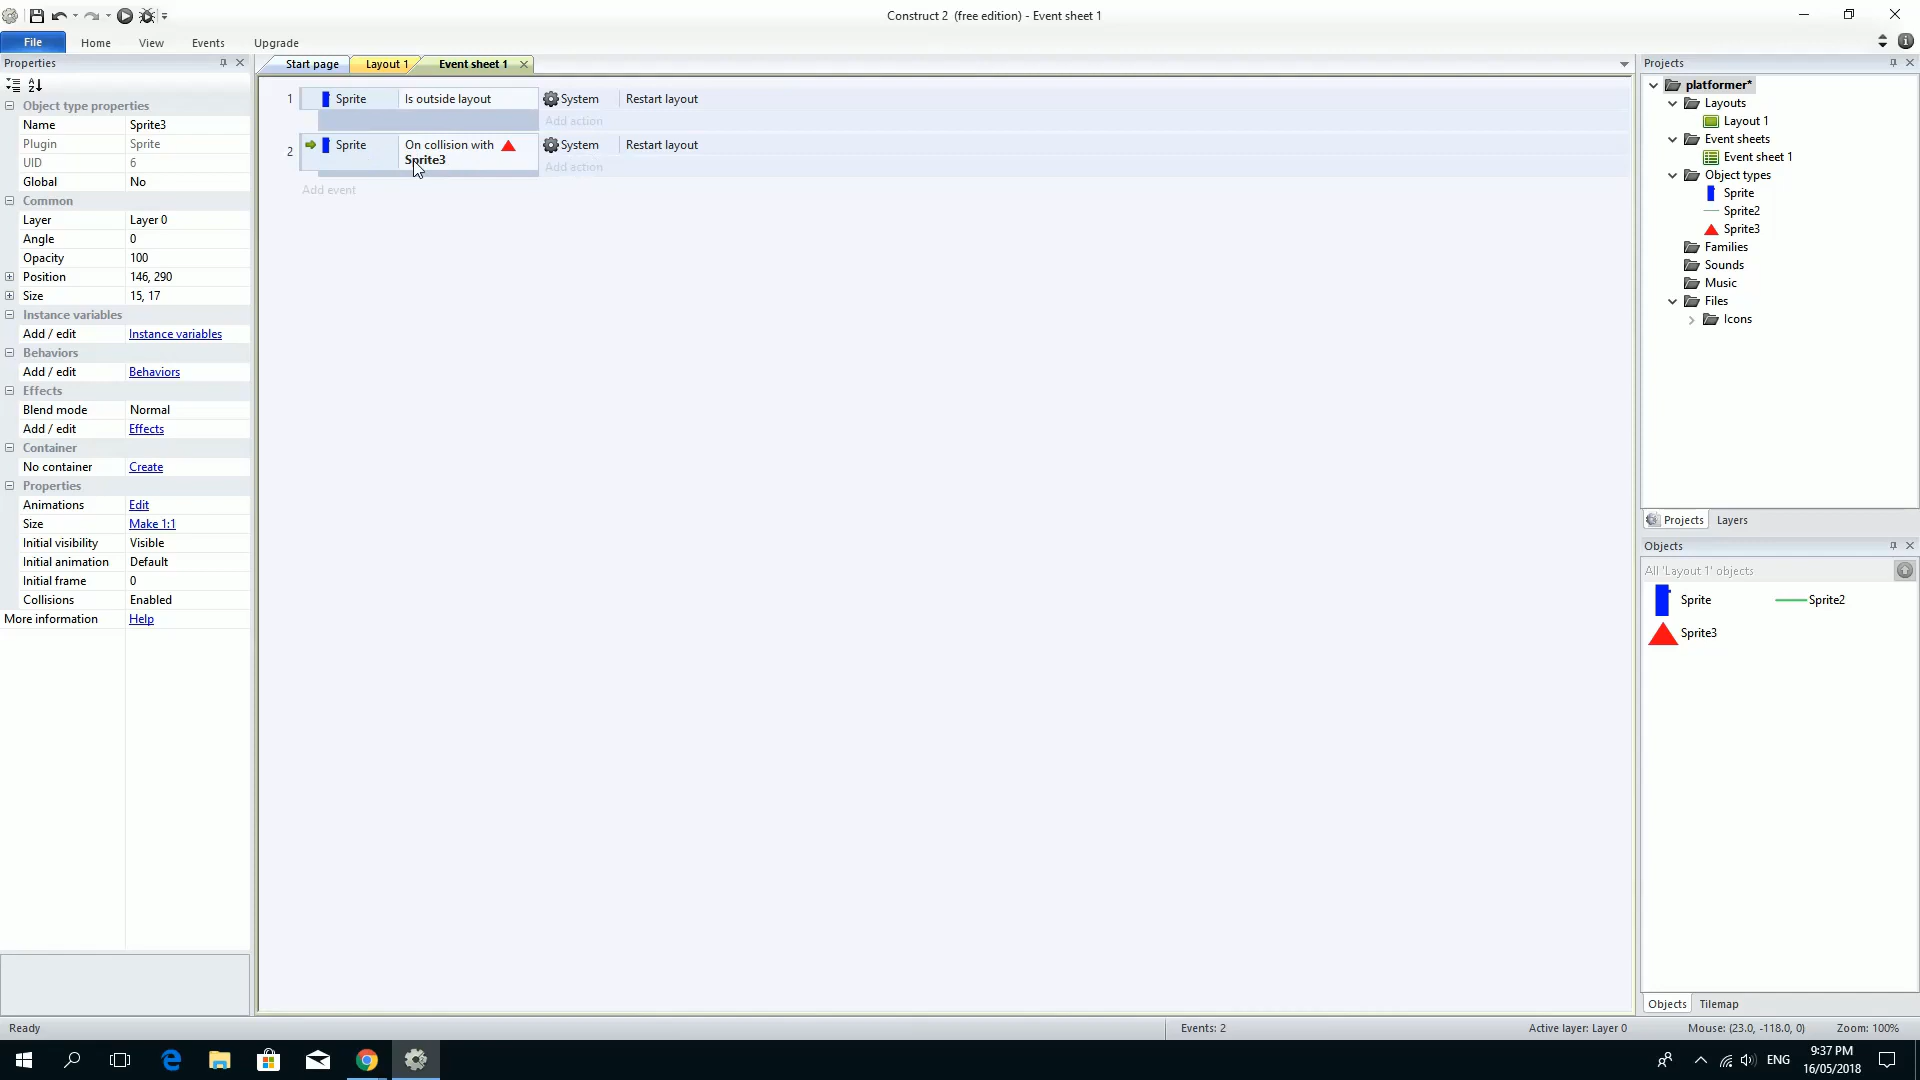 Construct 2 (free edition) - Event sheet 1
File Home View Events Upgrade
Properties
Object type properties
Name Sprite3
Plugin Sprite
UID 6
Global No
Common
Layer Layer 0
Angle 0
Opacity 100
Position 146, 290
Size 15, 17
Instance variables
Add / edit Instance variables
Behaviors
Add / edit Behaviors
Effects
Blend mode Normal
Add / edit Effects
Container
No container Create
Properties
Animations Edit
Size Make 1:1
Initial visibility Visible
Initial animation Default
Initial frame 0
Collisions Enabled
More information Help
Start page Layout 1 Event sheet 1
1 Sprite Is outside layout System Restart layout
Add action
2 Sprite On collision with System Restart layout
Sprite3
Add action
Add event
Projects
platformer*
Layouts
Layout 1
Event sheets
Event sheet 1
Object types
Sprite
Sprite2
Sprite3
Families
Sounds
Music
Files
Icons
Projects Layers
Objects
All 'Layout 1' objects
Sprite Sprite2
Sprite3
Objects Tilemap
Ready Events: 2 Active layer: Layer 0 Mouse: (23.0, -118.0, 0) Zoom: 100%
ENG
9:37 PM
16/05/2018